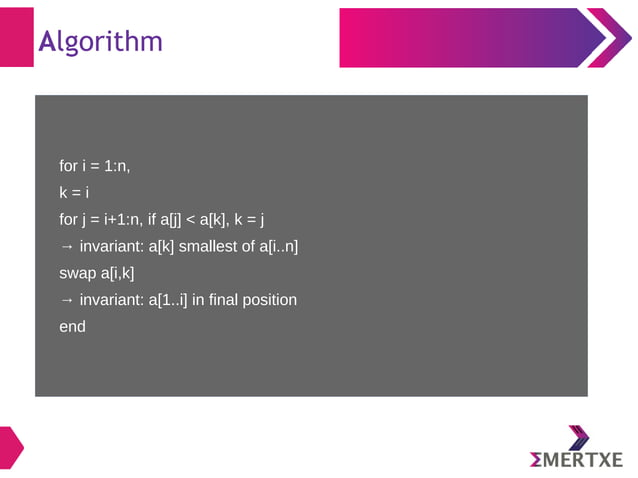 Algorithm
for i = 1:n,
k = i
for j = i+1:n, if a[j] < a[k], k = j
→ invariant: a[k] smallest of a[i..n]
swap a[i,k]
→ invariant: a[1..i] in final position
end
ΣMERTXE